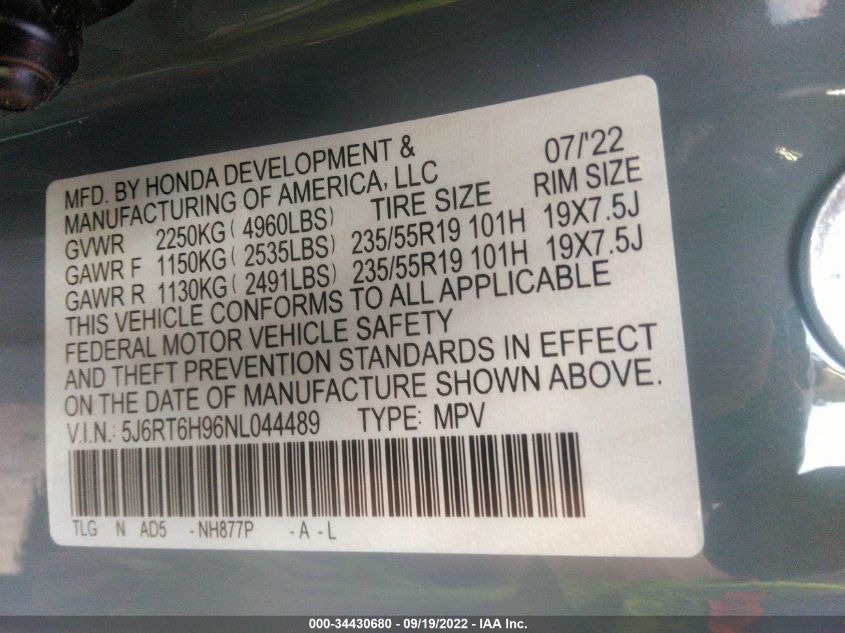 MFD. BY HONDA DEVELOPMENT & 07/'22
MANUFACTURING OF AMERICA, LLC
TIRE SIZE RIM SIZE
GVWR 2250KG ( 4960LBS)
GAWR F 1150KG ( 2535LBS) 235/55R19 101H 19X7.5J
GAWR R 1130KG ( 2491LBS) 235/55R19 101H 19X7.5J
THIS VEHICLE CONFORMS TO ALL APPLICABLE
FEDERAL MOTOR VEHICLE SAFETY
AND THEFT PREVENTION STANDARDS IN EFFECT
ON THE DATE OF MANUFACTURE SHOWN ABOVE.
V.I.N.: 5J6RT6H96NL044489 TYPE: MPV
TLG N AD5 -NH877P -A-L
000-34430680 - 09/19/2022 - IAA Inc.